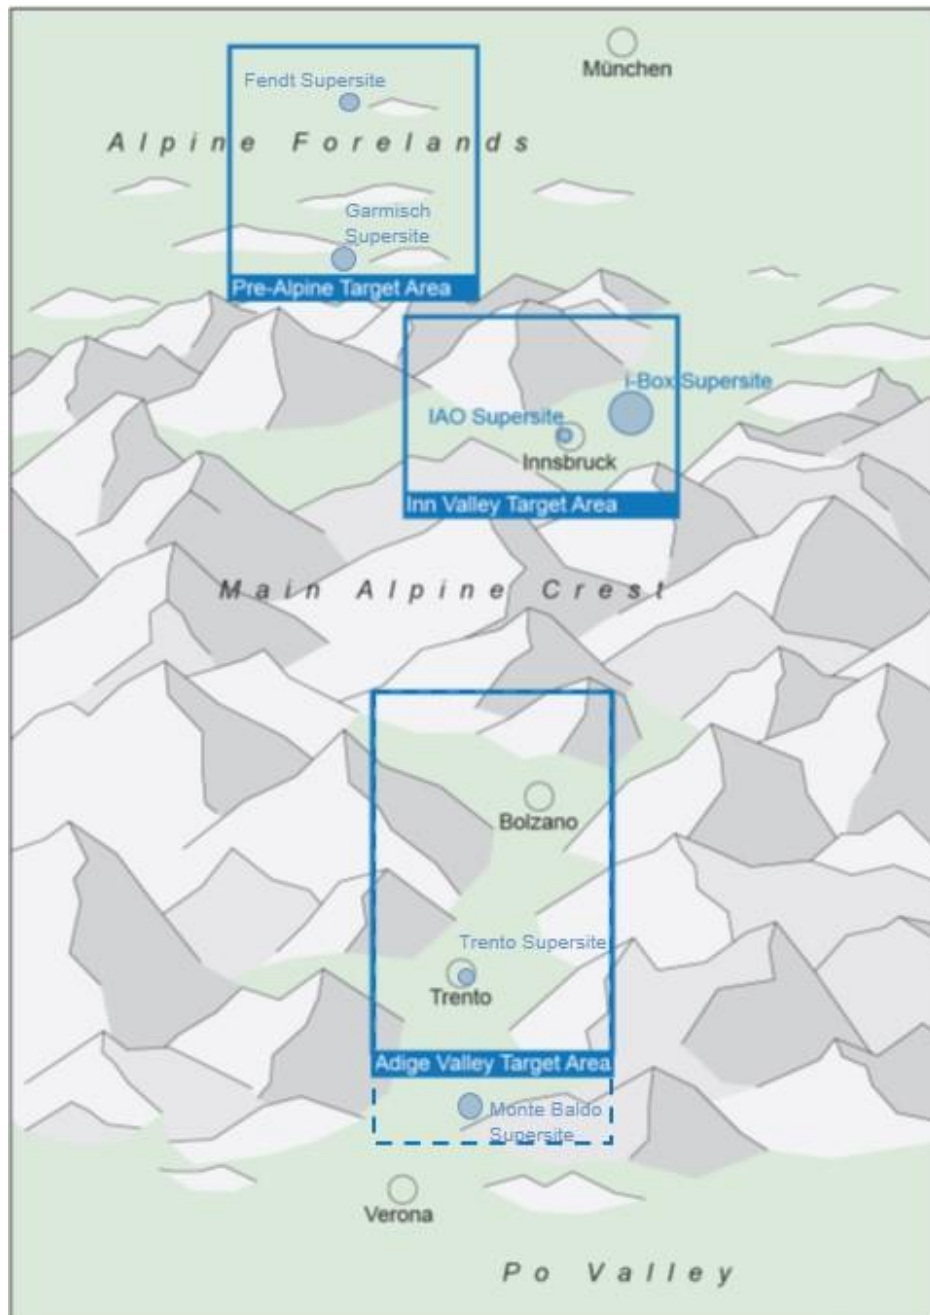 München
Fendt Supersite
Alpine Forelands
Garmisch
Supersite
Pre-Alpine Target Area
i-Box Supersite
IAO Supersite
Innsbruck
Inn Valley Target Area
Main Alpine Crest
Bolzano
Trento Supersite
Trento
Adige Valley Target Area
Monte Baldo
Supersite
Verona
Po Valley